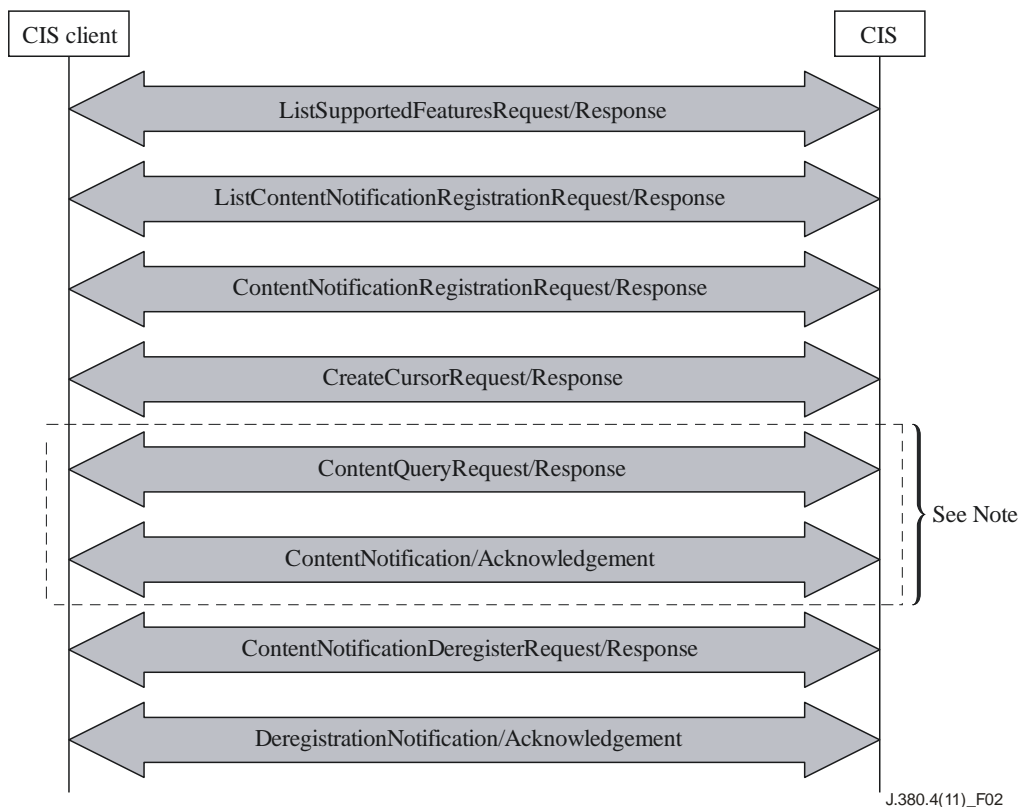 CIS client
CIS
ListSupportedFeaturesRequest/Response
ListContentNotificationRegistrationRequest/Response
ContentNotificationRegistrationRequest/Response
CreateCursorRequest/Response
ContentQueryRequest/Response
See Note
ContentNotification/Acknowledgement
ContentNotificationDeregisterRequest/Response
DeregistrationNotification/Acknowledgement
J.380.4(11)_F02